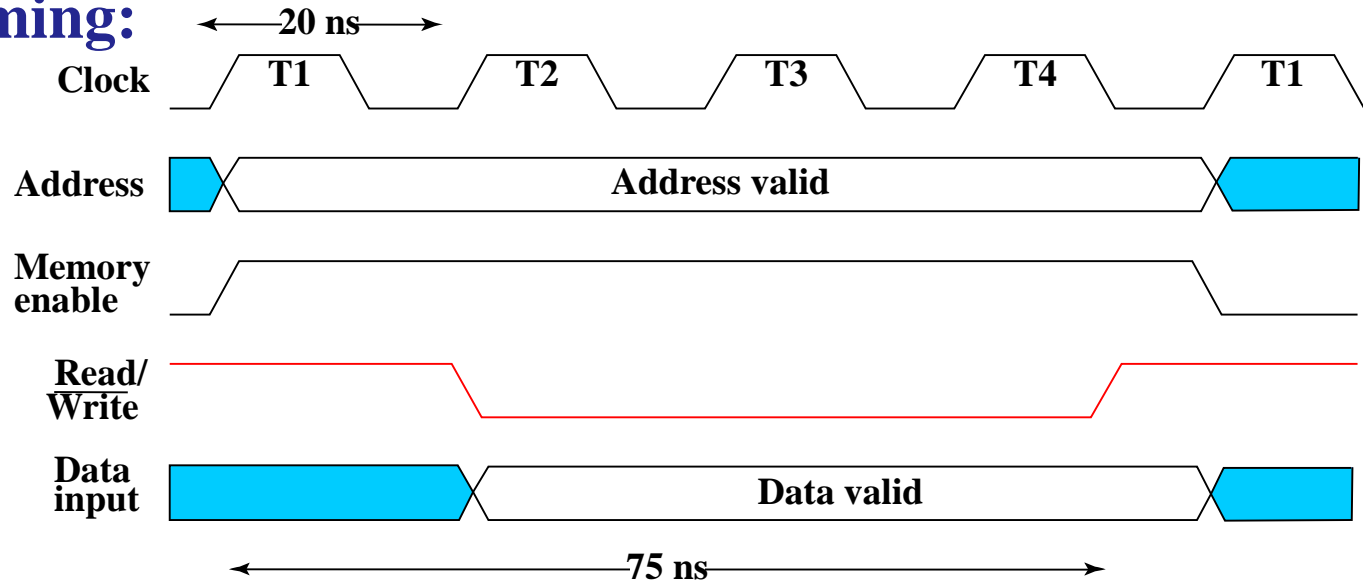 ming:
20 ns
Clock T1 T2 T3 T4 T1
Address Address valid
Memory
enable
Read/
Write
Data
input Data valid
75 ns